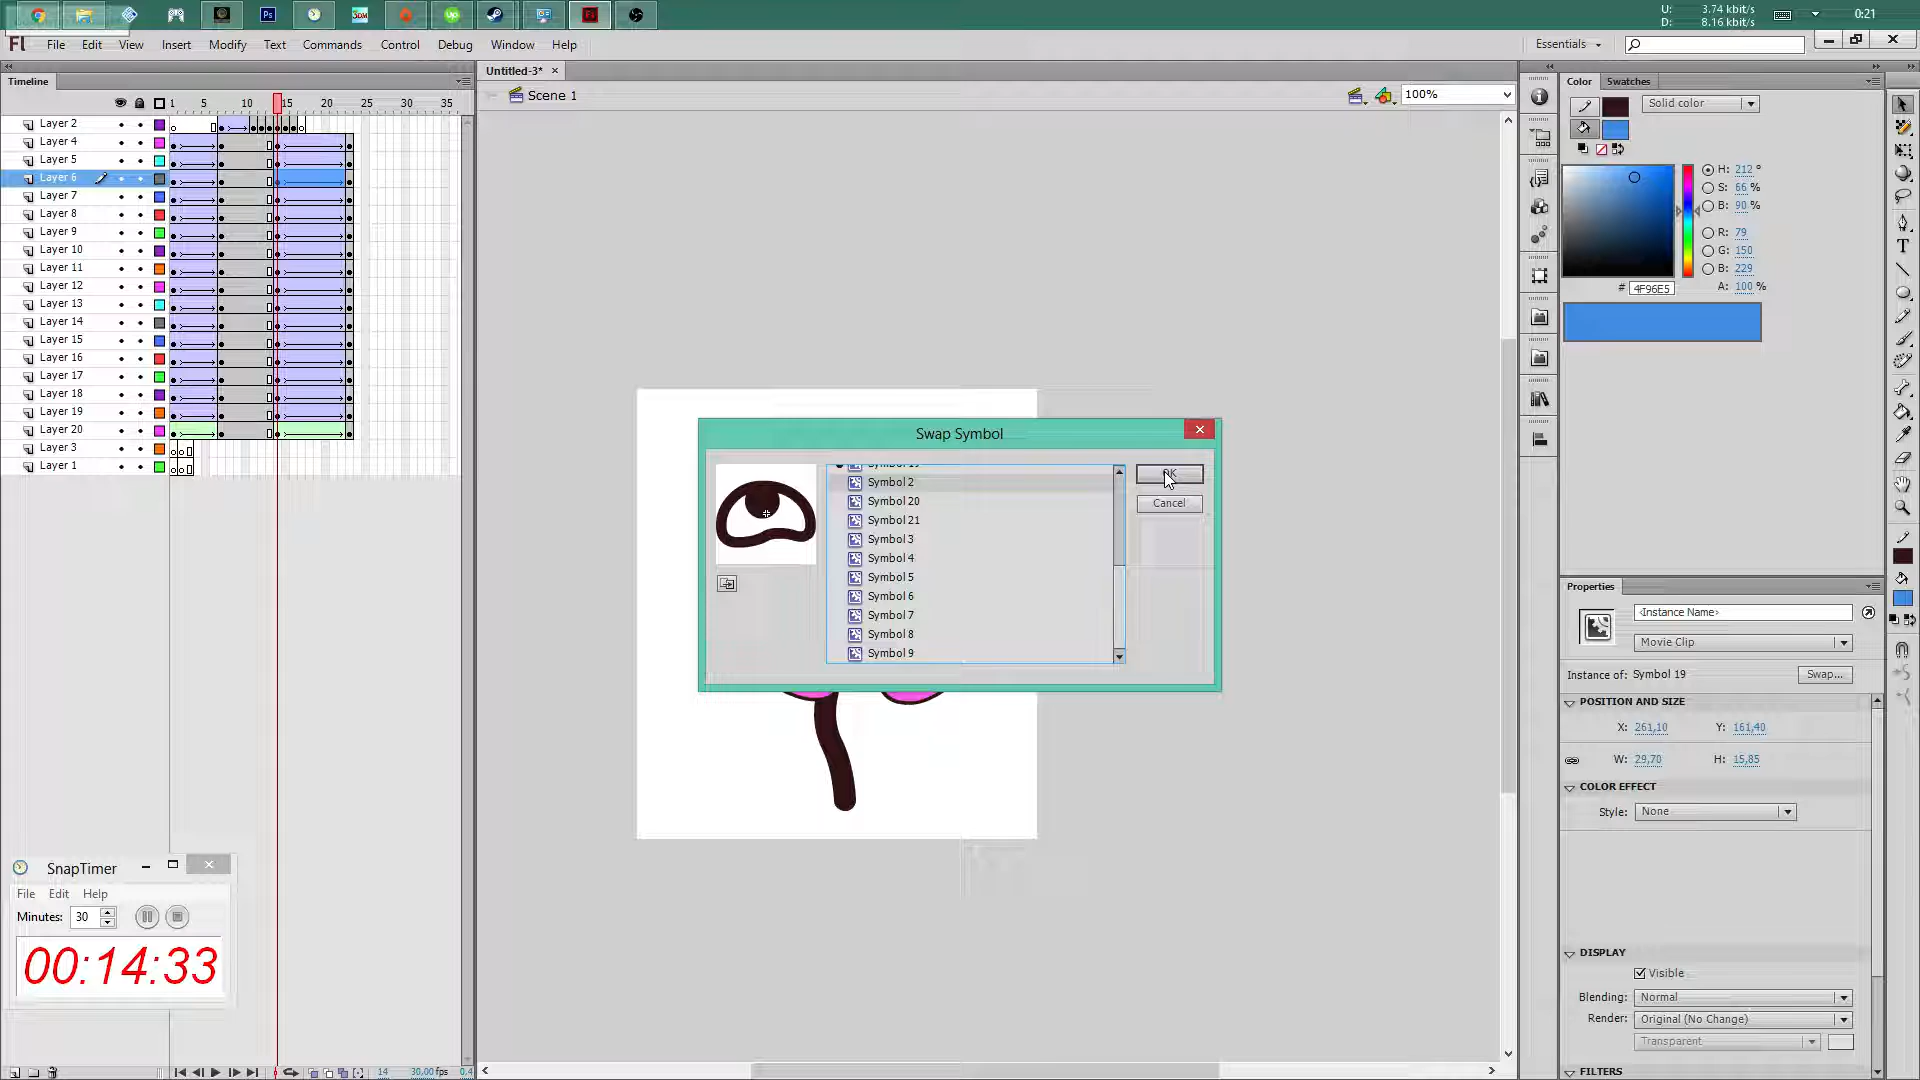 U: 3.74 kbit/s
D: 8.16 kbit/s
0:21
Fl File Edit View Insert Modify Text Commands Control Debug Window Help
Essentials
Timeline
Untitled-3*
Scene 1
100%
1 5 10 15 20 25 30 35
Layer 2
Layer 4
Layer 5
Layer 6
Layer 7
Layer 8
Layer 9
Layer 10
Layer 11
Layer 12
Layer 13
Layer 14
Layer 15
Layer 16
Layer 17
Layer 18
Layer 19
Layer 20
Layer 3
Layer 1
Swap Symbol
Symbol 19
Symbol 2
Symbol 20
Symbol 21
Symbol 3
Symbol 4
Symbol 5
Symbol 6
Symbol 7
Symbol 8
Symbol 9
OK
Cancel
Color Swatches
Solid color
H: 212 °
S: 66 %
B: 90 %
R: 79
G: 150
B: 229
# 4F96E5
A: 100 %
Properties
<Instance Name>
Movie Clip
Instance of: Symbol 19
Swap...
POSITION AND SIZE
X: 261,10 Y: 161,40
W: 29,70 H: 15,85
COLOR EFFECT
Style: None
DISPLAY
Visible
Blending: Normal
Render: Original (No Change)
Transparent
FILTERS
SnapTimer
File Edit Help
Minutes: 30
00:14:33
14 30,00 fps 0.4